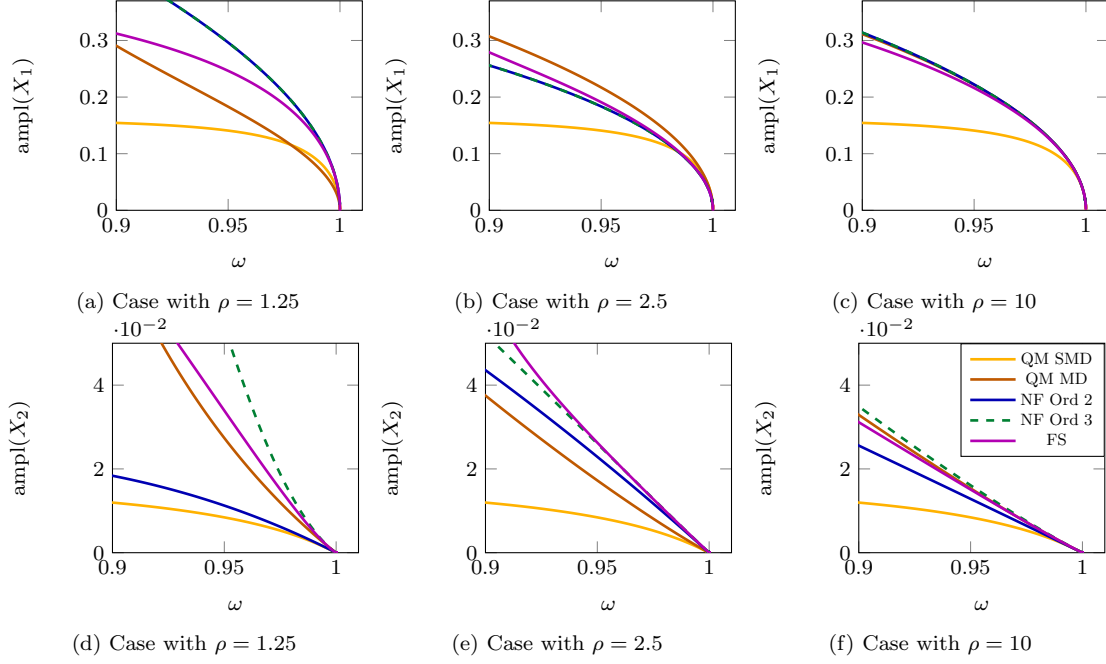 0.3
0.2
0.1
0
ampl(X1)
0.9
0.95
1
ω
(a) Case with ρ = 1.25
0.3
0.2
0.1
0
ampl(X1)
0.9
0.95
1
ω
(b) Case with ρ = 2.5
0.3
0.2
0.1
0
ampl(X1)
0.9
0.95
1
ω
(c) Case with ρ = 10
·10−2
4
2
0
ampl(X2)
0.9
0.95
1
ω
(d) Case with ρ = 1.25
·10−2
4
2
0
ampl(X2)
0.9
0.95
1
ω
(e) Case with ρ = 2.5
·10−2
4
2
0
ampl(X2)
0.9
0.95
1
ω
QM SMD
QM MD
NF Ord 2
NF Ord 3
FS
(f) Case with ρ = 10